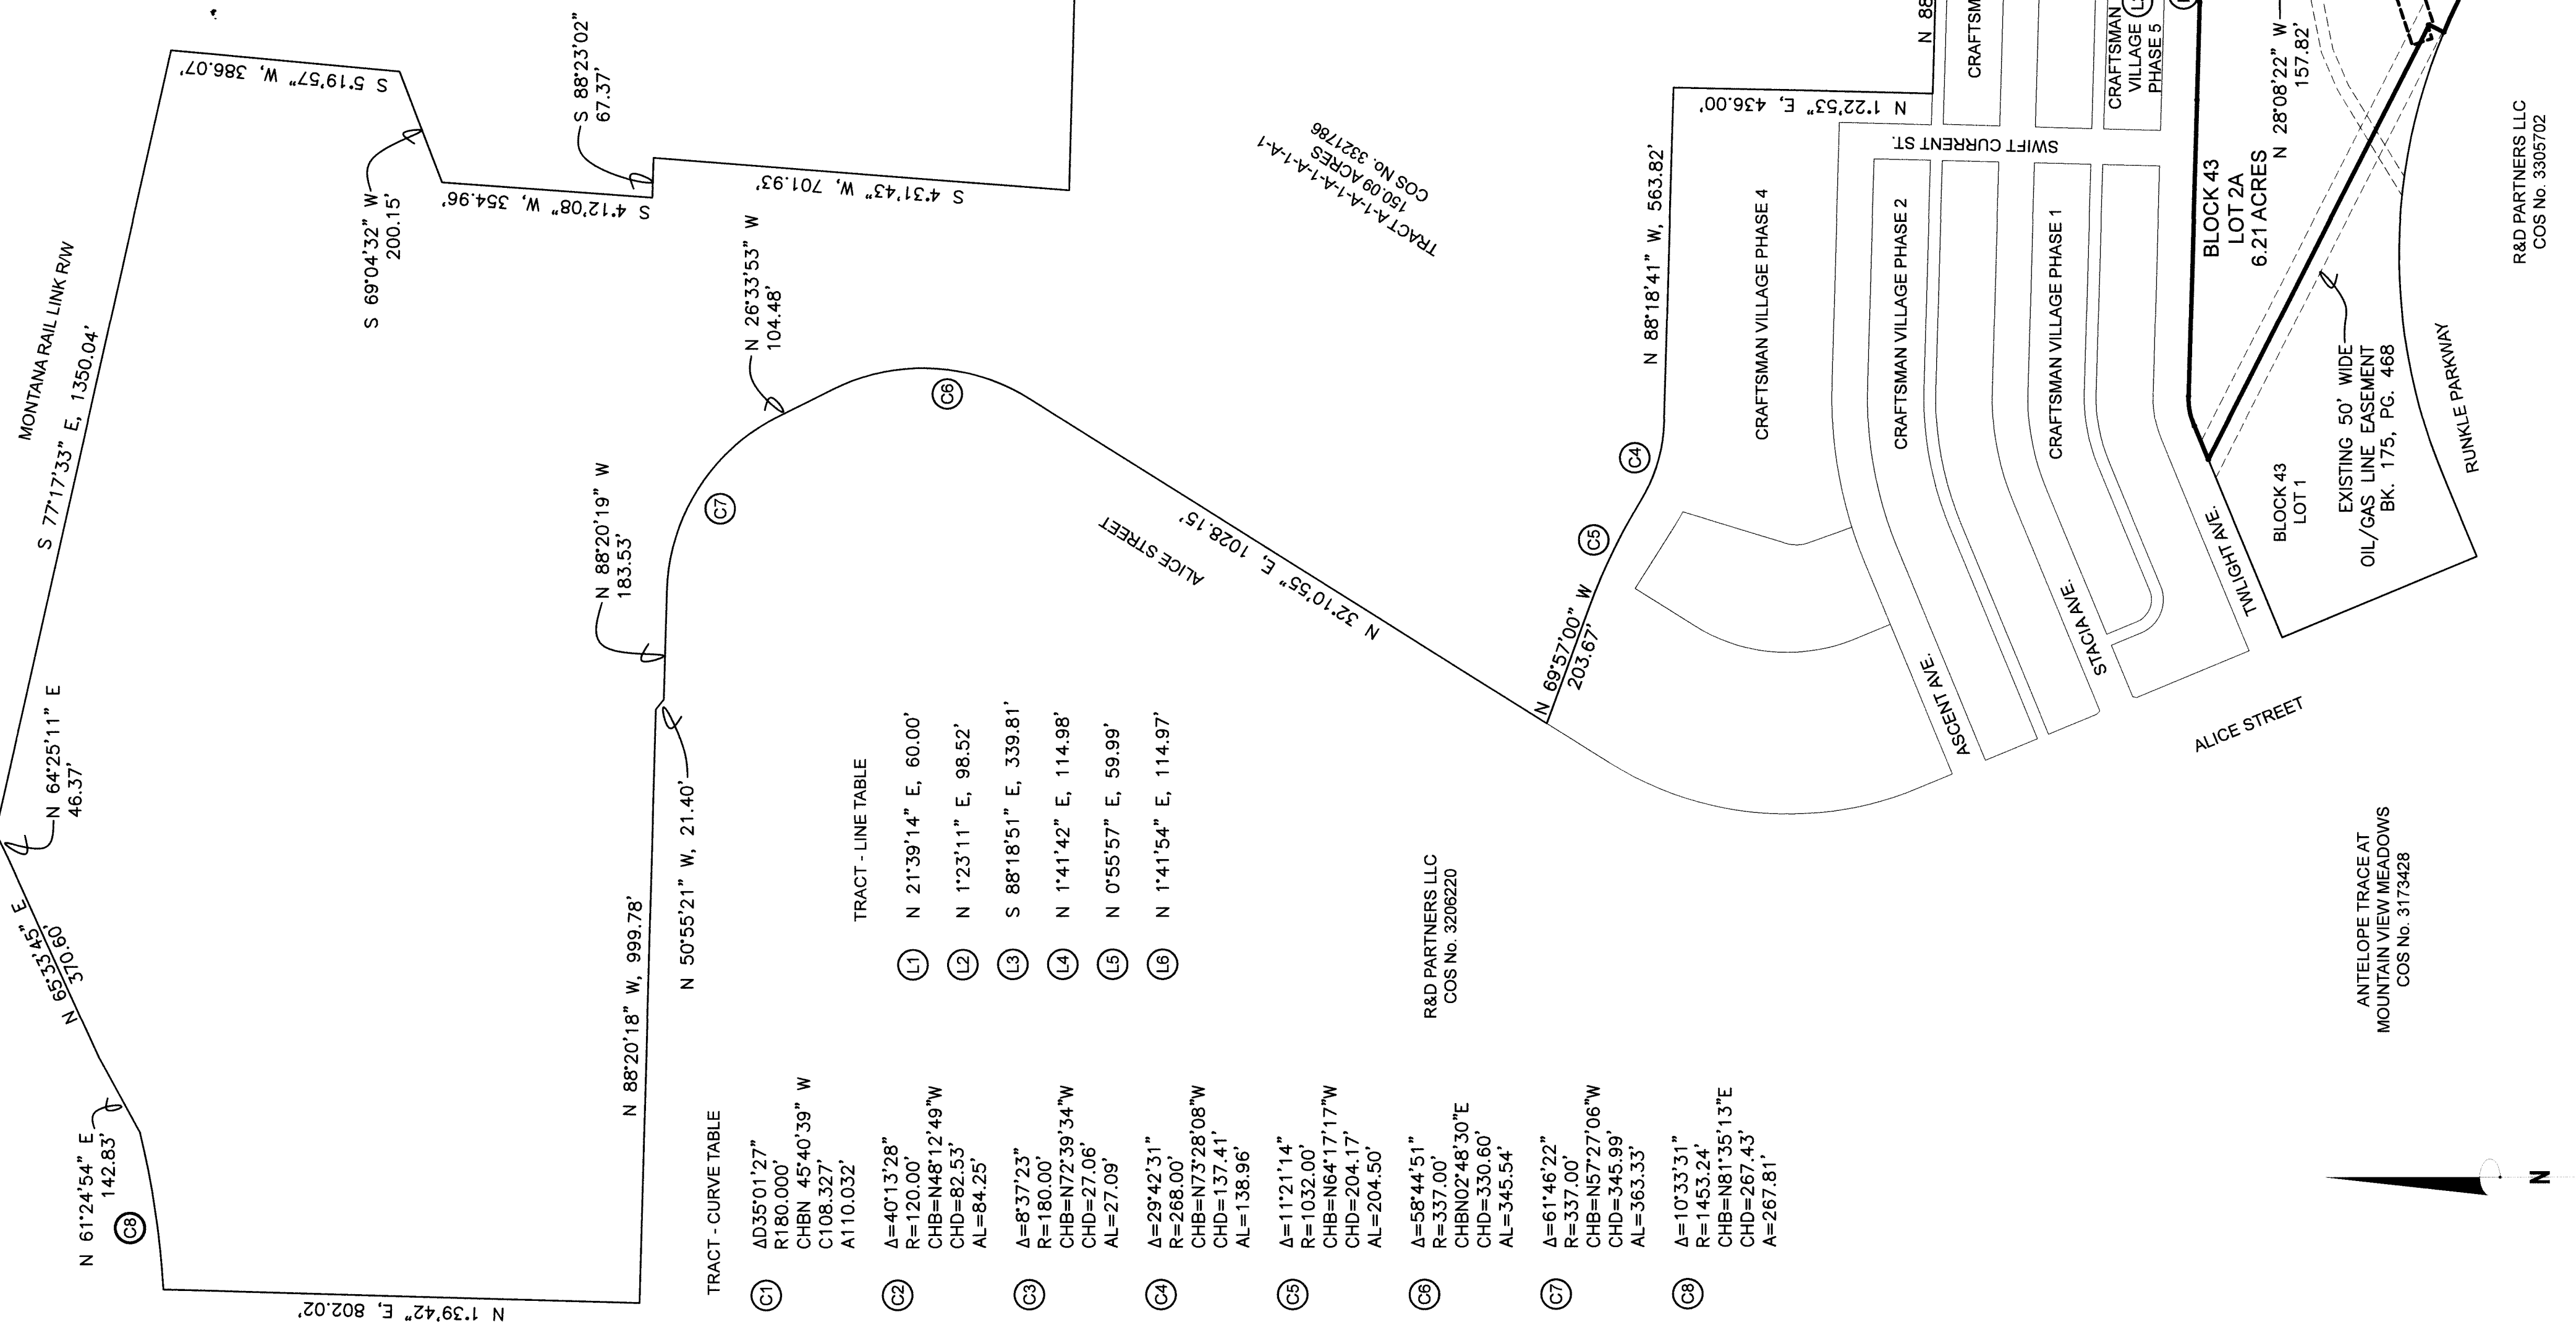 MONTANA RAIL LINK R/W
S 77°17'33" E, 1350.04'
S 5°19'57" W, 386.07'
S 69°04'32" W
200.15'
S 4°12'08" W, 354.96'
S 88°23'02"
67.37'
S 4°31'43" W, 701.93'
N 64°25'11" E
46.37'
N 65°33'45" E
370.60'
N 61°24'54" E
142.83'
C8
N 1°39'42" E, 802.02'
N 88°20'18" W, 999.78'
N 50°55'21" W, 21.40'
N 88°20'19" W
183.53'
C7
N 26°33'53" W
104.48'
C6
ALICE STREET
N 32°10'55" E, 1028.15'
TRACT A-1-A-1-A-1-A-1-A-1
150.09 ACRES
COS No. 3321786
N 69°57'00" W
203.67'
C5
C4
N 88°18'41" W, 563.82'
N 1°22'53" E, 436.00'
N 88
TRACT - LINE TABLE
L1 N 21°39'14" E, 60.00'
L2 N 1°23'11" E, 98.52'
L3 S 88°18'51" E, 339.81'
L4 N 1°41'42" E, 114.98'
L5 N 0°55'57" E, 59.99'
L6 N 1°41'54" E, 114.97'
TRACT - CURVE TABLE
C1 ΔD35°01'27"
R180.000'
CHBN 45°40'39" W
C108.327'
A110.032'
C2 Δ=40°13'28"
R=120.00'
CHB=N48°12'49"W
CHD=82.53'
AL=84.25'
C3 Δ=8°37'23"
R=180.00'
CHB=N72°39'34"W
CHD=27.06'
AL=27.09'
C4 Δ=29°42'31"
R=268.00'
CHB=N73°28'08"W
CHD=137.41'
AL=138.96'
C5 Δ=11°21'14"
R=1032.00'
CHB=N64°17'17"W
CHD=204.17'
AL=204.50'
C6 Δ=58°44'51"
R=337.00'
CHBN02°48'30"E
CHD=330.60'
AL=345.54'
C7 Δ=61°46'22"
R=337.00'
CHB=N57°27'06"W
CHD=345.99'
AL=363.33'
C8 Δ=10°33'31"
R=1453.24'
CHB=N81°35'13"E
CHD=267.43'
A=267.81'
R&D PARTNERS LLC
COS No. 3206220
CRAFTSMAN VILLAGE PHASE 4
CRAFTSMAN VILLAGE PHASE 2
CRAFTSMAN VILLAGE PHASE 1
CRAFTSM
CRAFTSMAN
VILLAGE
PHASE 5
SWIFT CURRENT ST.
ASCENT AVE.
STACIA AVE.
TWLIGHT AVE.
ALICE STREET
BLOCK 43
LOT 2A
6.21 ACRES
N 28°08'22" W
157.82'
BLOCK 43
LOT 1
EXISTING 50' WIDE
OIL/GAS LINE EASEMENT
BK. 175, PG. 468
RUNKLE PARKWAY
R&D PARTNERS LLC
COS No. 3305702
ANTELOPE TRACE AT
MOUNTAIN VIEW MEADOWS
COS No. 3173428
N